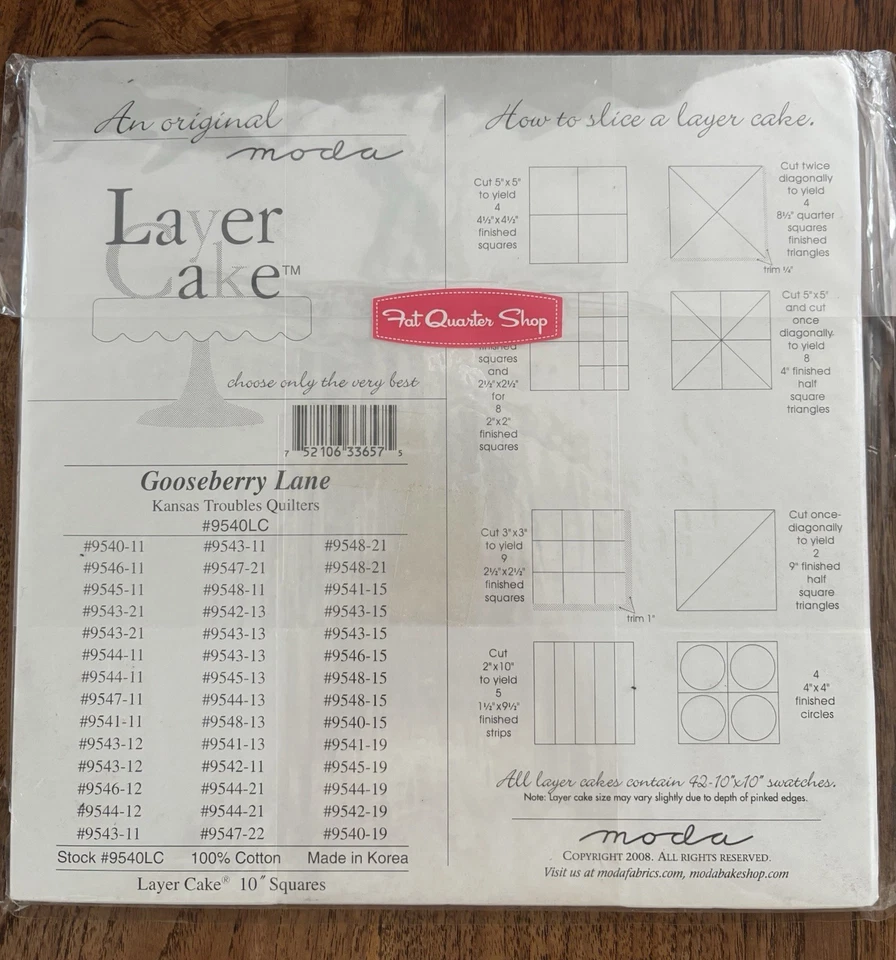 An original
moda
Layer
Cake™
choose only the very best
7 52106 33657 5
Gooseberry Lane
Kansas Troubles Quilters
#9540LC
#9540-11 #9543-11 #9548-21
#9546-11 #9547-21 #9548-21
#9545-11 #9548-11 #9541-15
#9543-21 #9542-13 #9543-15
#9543-21 #9543-13 #9543-15
#9544-11 #9543-13 #9546-15
#9544-11 #9545-13 #9548-15
#9547-11 #9544-13 #9548-15
#9541-11 #9548-13 #9540-15
#9543-12 #9541-13 #9541-19
#9543-12 #9542-11 #9545-19
#9546-12 #9544-21 #9544-19
#9544-12 #9544-21 #9542-19
#9543-11 #9547-22 #9540-19
Stock #9540LC 100% Cotton Made in Korea
Layer Cake® 10″ Squares
How to slice a layer cake.
Cut 5"x5"
to yield
4
4½"x4½"
finished
squares
Cut twice
diagonally
to yield
4
8½" quarter
squares
finished
triangles
trim ¼"
Fat Quarter Shop
finished
squares
and
2½"x2½"
for
8
2"x2"
finished
squares
Cut 5"x5"
and cut
once
diagonally
to yield
8
4" finished
half
square
triangles
Cut 3"x3"
to yield
9
2½"x2½"
finished
squares
trim 1"
Cut once-
diagonally
to yield
2
9" finished
half
square
triangles
Cut
2"x10"
to yield
5
1½"x9½"
finished
strips
4
4"x4"
finished
circles
All layer cakes contain 42-10"x10" swatches.
Note: Layer cake size may vary slightly due to depth of pinked edges.
moda
COPYRIGHT 2008. ALL RIGHTS RESERVED.
Visit us at modafabrics.com, modabakeshop.com